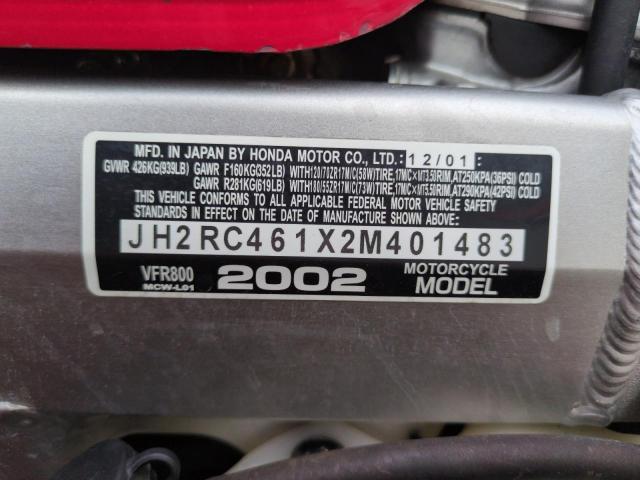 MFD. IN JAPAN BY HONDA MOTOR CO., LTD.: 12/01:
GVWR 426KG(939LB) GAWR F160KG(352LB) WITH120/70ZR17M/C(58W)TIRE,17MC×MT3.50RIM,AT250KPA(36PSI) COLD
GAWR R281KG(619LB) WITH180/55ZR17M/C(73W)TIRE,17MC×MT5.50RIM,AT290KPA(42PSI) COLD
THIS VEHICLE CONFORMS TO ALL APPLICABLE FEDERAL MOTOR VEHICLE SAFETY
STANDARDS IN EFFECT ON THE DATE OF MANUFACTURE SHOWN ABOVE.
JH2RC461X2M401483
VFR800 2002 MOTORCYCLE
MCW-L01 MODEL